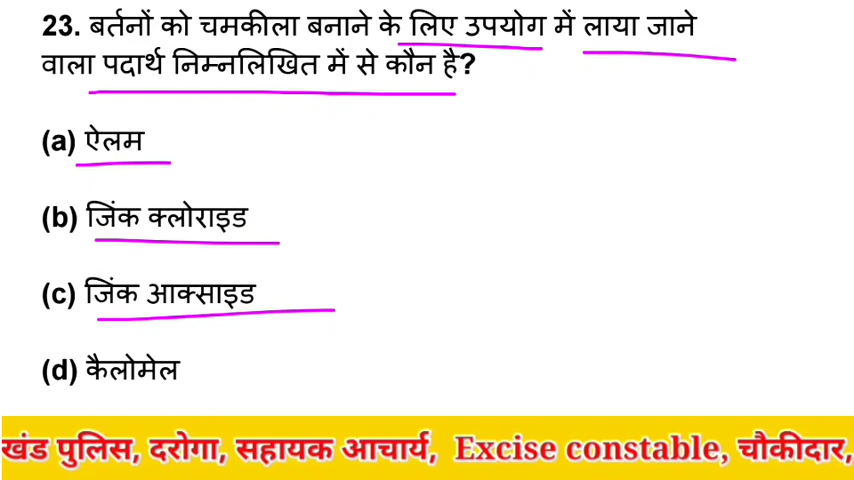 23. बर्तनों को चमकीला बनाने के लिए उपयोग में लाया जाने
वाला पदार्थ निम्नलिखित में से कौन है?
(a) ऐलम
(b) जिंक क्लोराइड
(c) जिंक आक्साइड
(d) कैलोमेल
खंड पुलिस, दरोगा, सहायक आचार्य, Excise constable, चौकीदार,